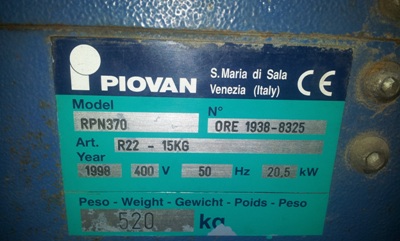 PIOVAN
S. Maria di Sala
Venezia (Italy)
CE
Model
N°
RPN370
ORE 1938-8325
Art.
R22 - 15KG
Year
1998 400 V 50 Hz 20,5 kW
Peso - Weight - Gewicht - Poids - Peso
520 kg